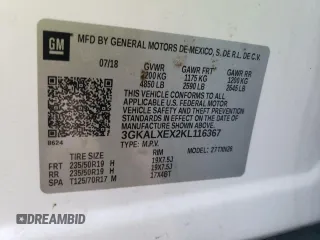 GM
MFD BY GENERAL MOTORS DE-MEXICO, S. DE R.L. DE C.V.
07/18 GVWR GAWR FRT GAWR RR
2200 KG 1175 KG 1200 KG
4850 LB 2590 LB 2645 LB
THIS VEHICLE CONFORMS TO ALL APPLICABLE
U.S. FEDERAL MOTOR VEHICLE SAFETY AND
THEFT PREVENTION STANDARDS IN EFFECT ON
THE DATE OF MANUFACTURE SHOWN ABOVE.
3GKALXEX2KL116367
8624 TYPE: M.P.V.
TIRE SIZE RIM
FRT 235/50R19 H 19X7.5J
RR 235/50R19 H 19X7.5J
SPA T125/70R17 M 17X4BT